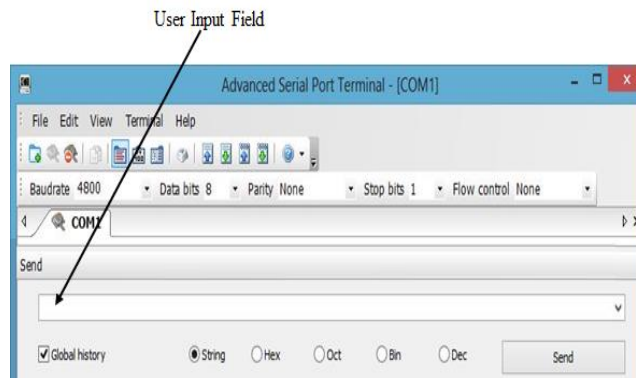 User Input Field
Advanced Serial Port Terminal - [COM1]
File Edit View Terminal Help
Baudrate 4800 Data bits 8 Parity None Stop bits 1 Flow control None
COM1
Send
Global history String Hex Oct Bin Dec Send